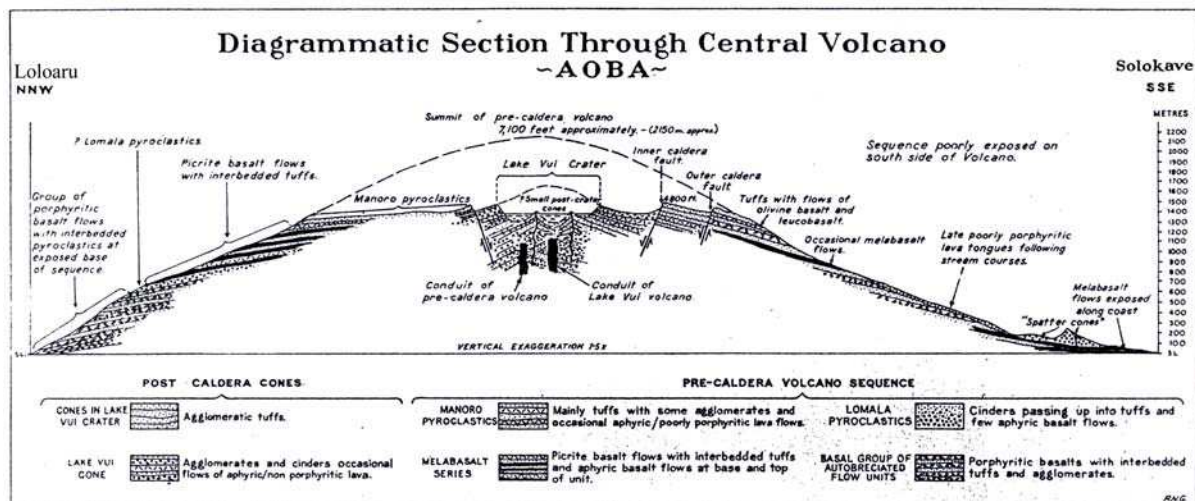 Diagrammatic Section Through Central Volcano
~AOBA~
Loloaru
NNW
Solokave
SSE
METRES
2200
2100
2000
1900
1800
1700
1600
1500
1400
1300
1200
1100
1000
900
800
700
600
500
400
300
200
100
S L
Summit of pre-caldera volcano
7,100 feet approximately. - (2150 m. approx)
? Lomala pyroclastics
Picrite basalt flows
with interbedded tuffs.
Group of
porphyritic
basalt flows
with interbedded
pyroclastics at
exposed base
of sequence.
Manoro pyroclastics
Lake Vui Crater
? Small post-crater
cones
Inner caldera
fault.
4800 ft.
Outer caldera
fault
Sequence poorly exposed on
south side of Volcano.
Tuffs with flows of
olivine basalt and
leucobasalt.
Occasional melabasalt
flows.
Late poorly porphyritic
lava tongues following
stream courses.
Melabasalt
flows exposed
along coast
"Spatter cones"
Conduit of
pre-caldera volcano
Conduit of
Lake Vui volcano.
S L
VERTICAL EXAGGERATION 1·5x
POST CALDERA CONES
CONES IN LAKE
VUI CRATER
Agglomeratic tuffs.
LAKE VUI
CONE
Agglomerates and cinders occasional
flows of aphyric/non porphyritic lava.
PRE-CALDERA VOLCANO SEQUENCE
MANORO
PYROCLASTICS
Mainly tuffs with some agglomerates and
occasional aphyric/poorly porphyritic lava flows.
MELABASALT
SERIES
Picrite basalt flows with interbedded tuffs
and aphyric basalt flows at base and top
of unit.
LOMALA
PYROCLASTICS
Cinders passing up into tuffs and
few aphyric basalt flows.
BASAL GROUP OF
AUTOBRECIATED
FLOW UNITS
Porphyritic basalts with interbedded
tuffs and agglomerates.
RNG